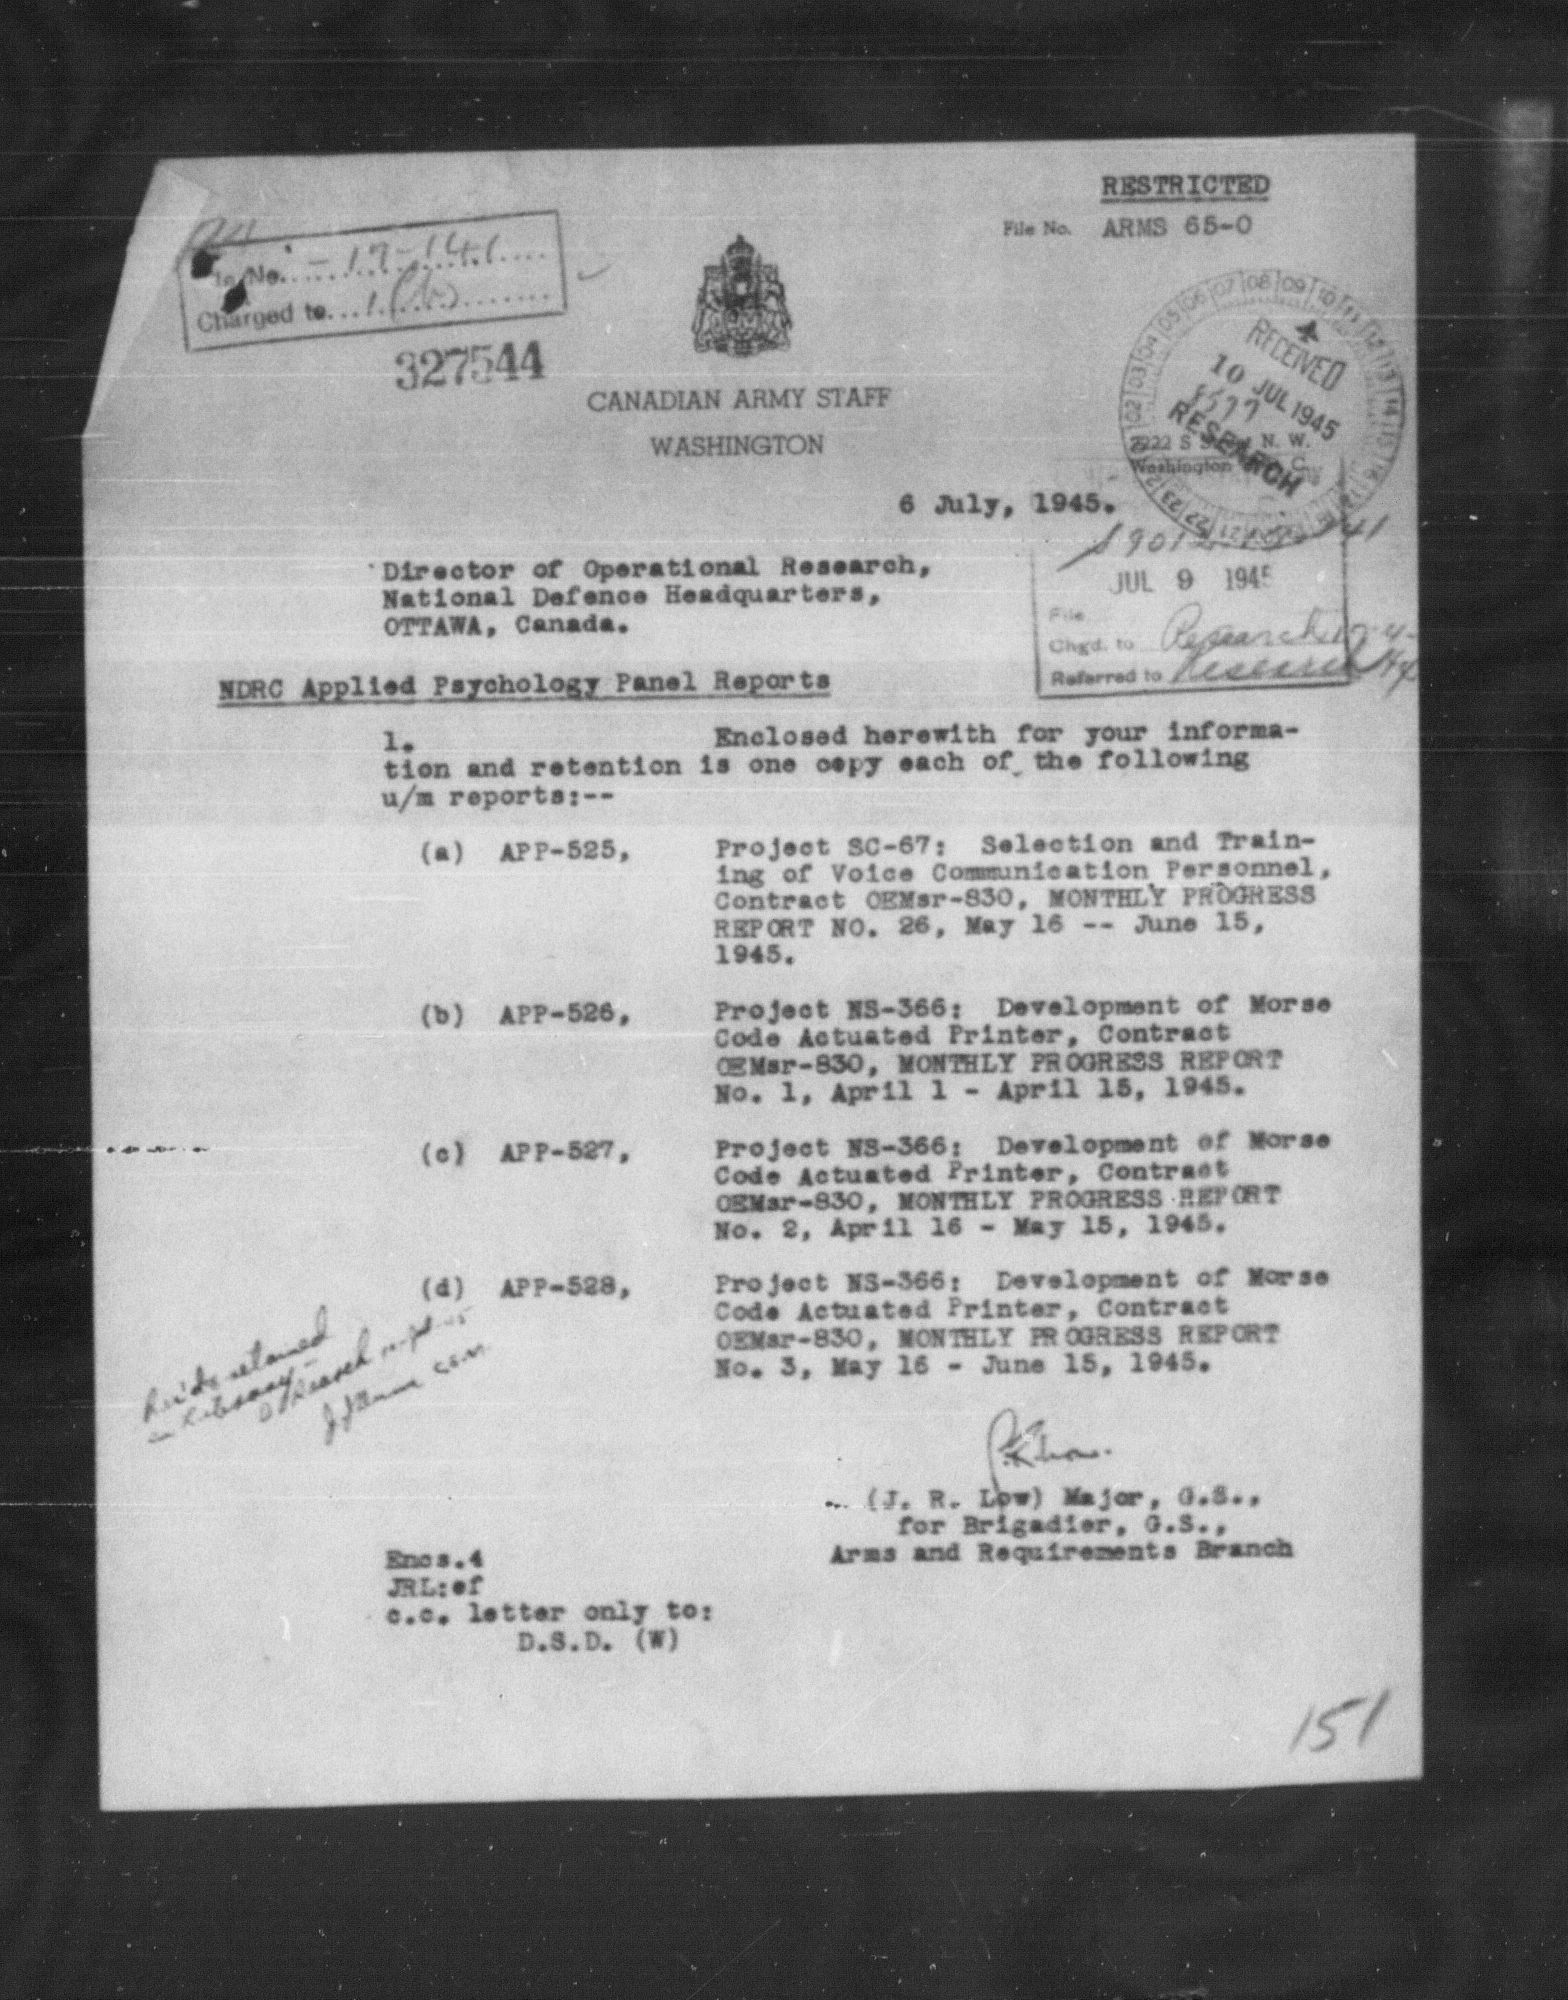 RESTRICTED
File No. ARMS 65-0
No. - 17-14-1
Charged to 1(b)
327544
CANADIAN ARMY STAFF
WASHINGTON
RECEIVED
10 JUL 1945
RESEARCH
2222 S N. W.
Washington
6 July, 1945.
JUL 9 1945
File
Chgd. to Research
Referred to Research
Director of Operational Research,
National Defence Headquarters,
OTTAWA, Canada.
NDRC Applied Psychology Panel Reports
1. Enclosed herewith for your informa-
tion and retention is one copy each of the following
u/m reports:--
(a) APP-525, Project SC-67: Selection and Train-
ing of Voice Communication Personnel,
Contract OEMsr-830, MONTHLY PROGRESS
REPORT NO. 26, May 16 -- June 15,
1945.
(b) APP-526, Project NS-366: Development of Morse
Code Actuated Printer, Contract
OEMsr-830, MONTHLY PROGRESS REPORT
No. 1, April 1 - April 15, 1945.
(c) APP-527, Project NS-366: Development of Morse
Code Actuated Printer, Contract
OEMsr-830, MONTHLY PROGRESS REPORT
No. 2, April 16 - May 15, 1945.
(d) APP-528, Project NS-366: Development of Morse
Code Actuated Printer, Contract
OEMsr-830, MONTHLY PROGRESS REPORT
No. 3, May 16 - June 15, 1945.
(J. R. Low) Major, G.S.,
for Brigadier, G.S.,
Arms and Requirements Branch
Encs.4
JRL:ef
c.c. letter only to:
D.S.D. (W)
151